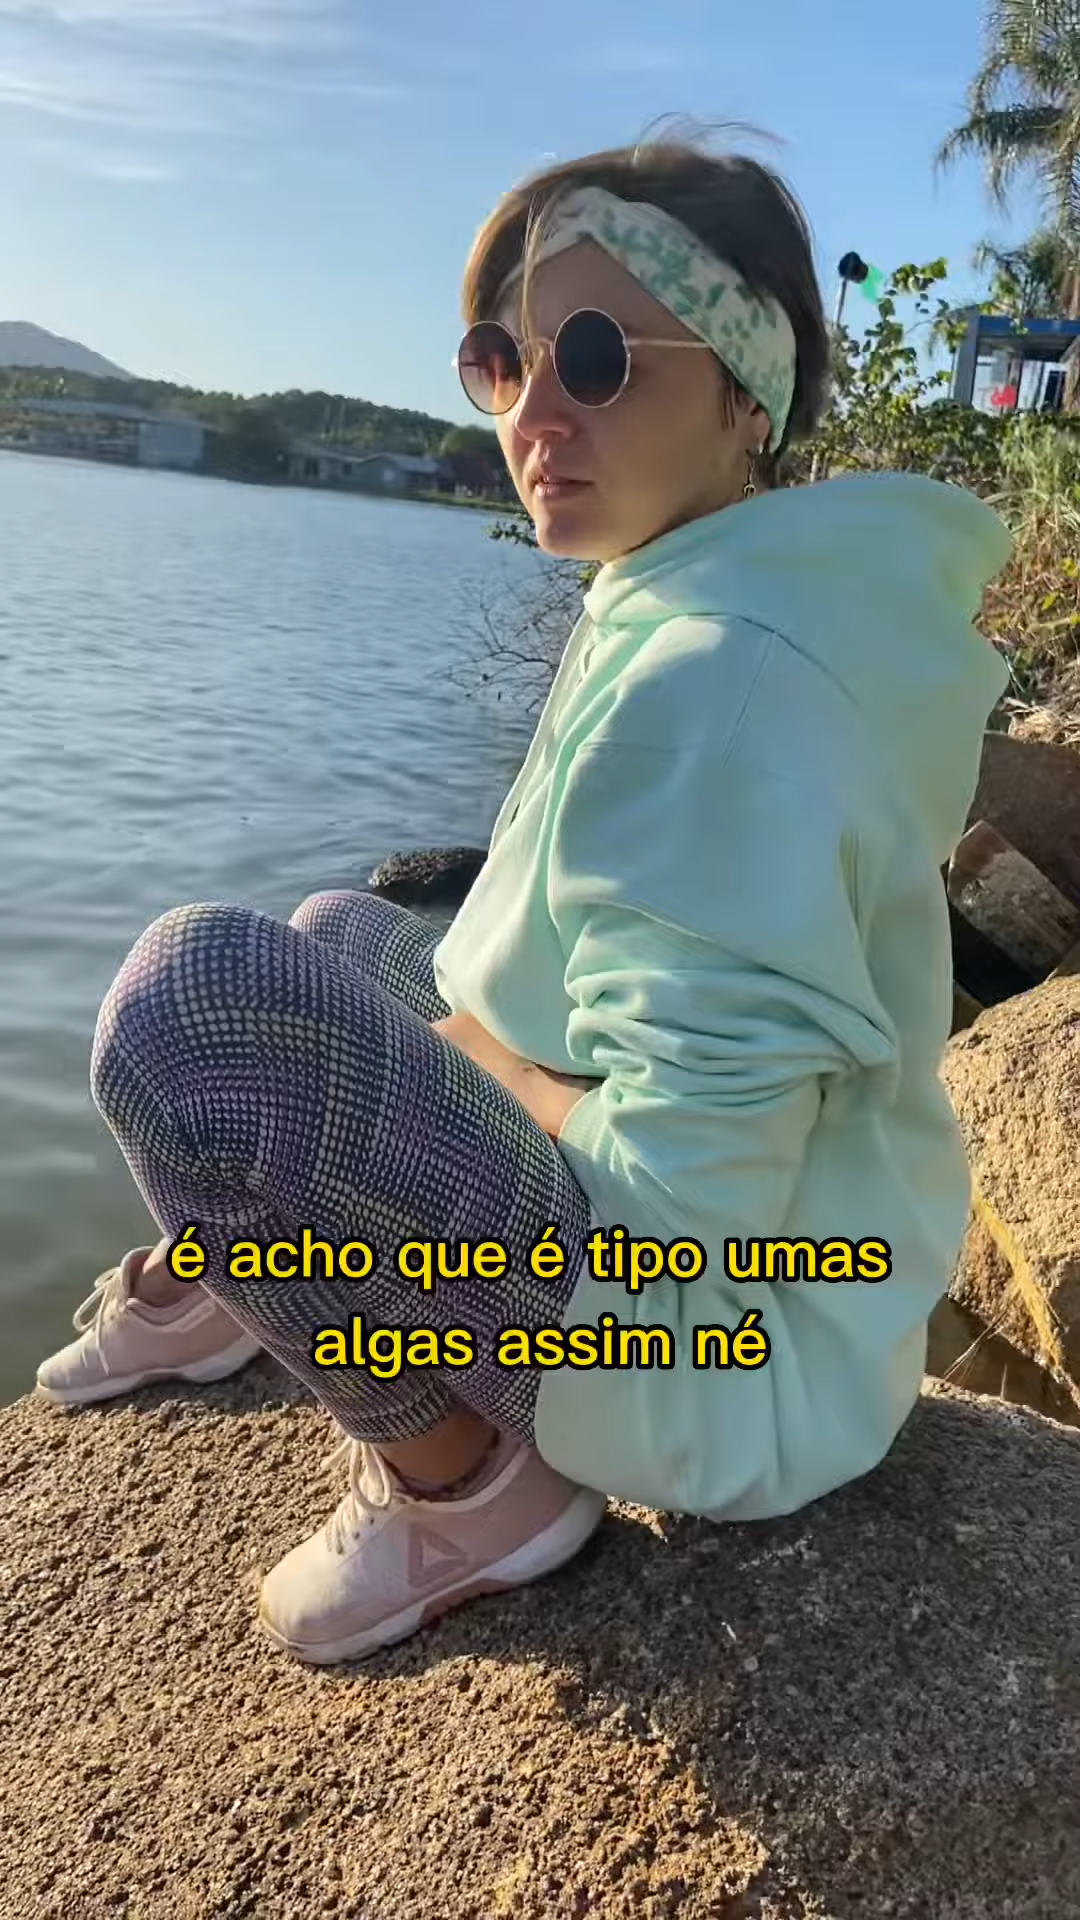 é acho que é tipo umas
algas assim né